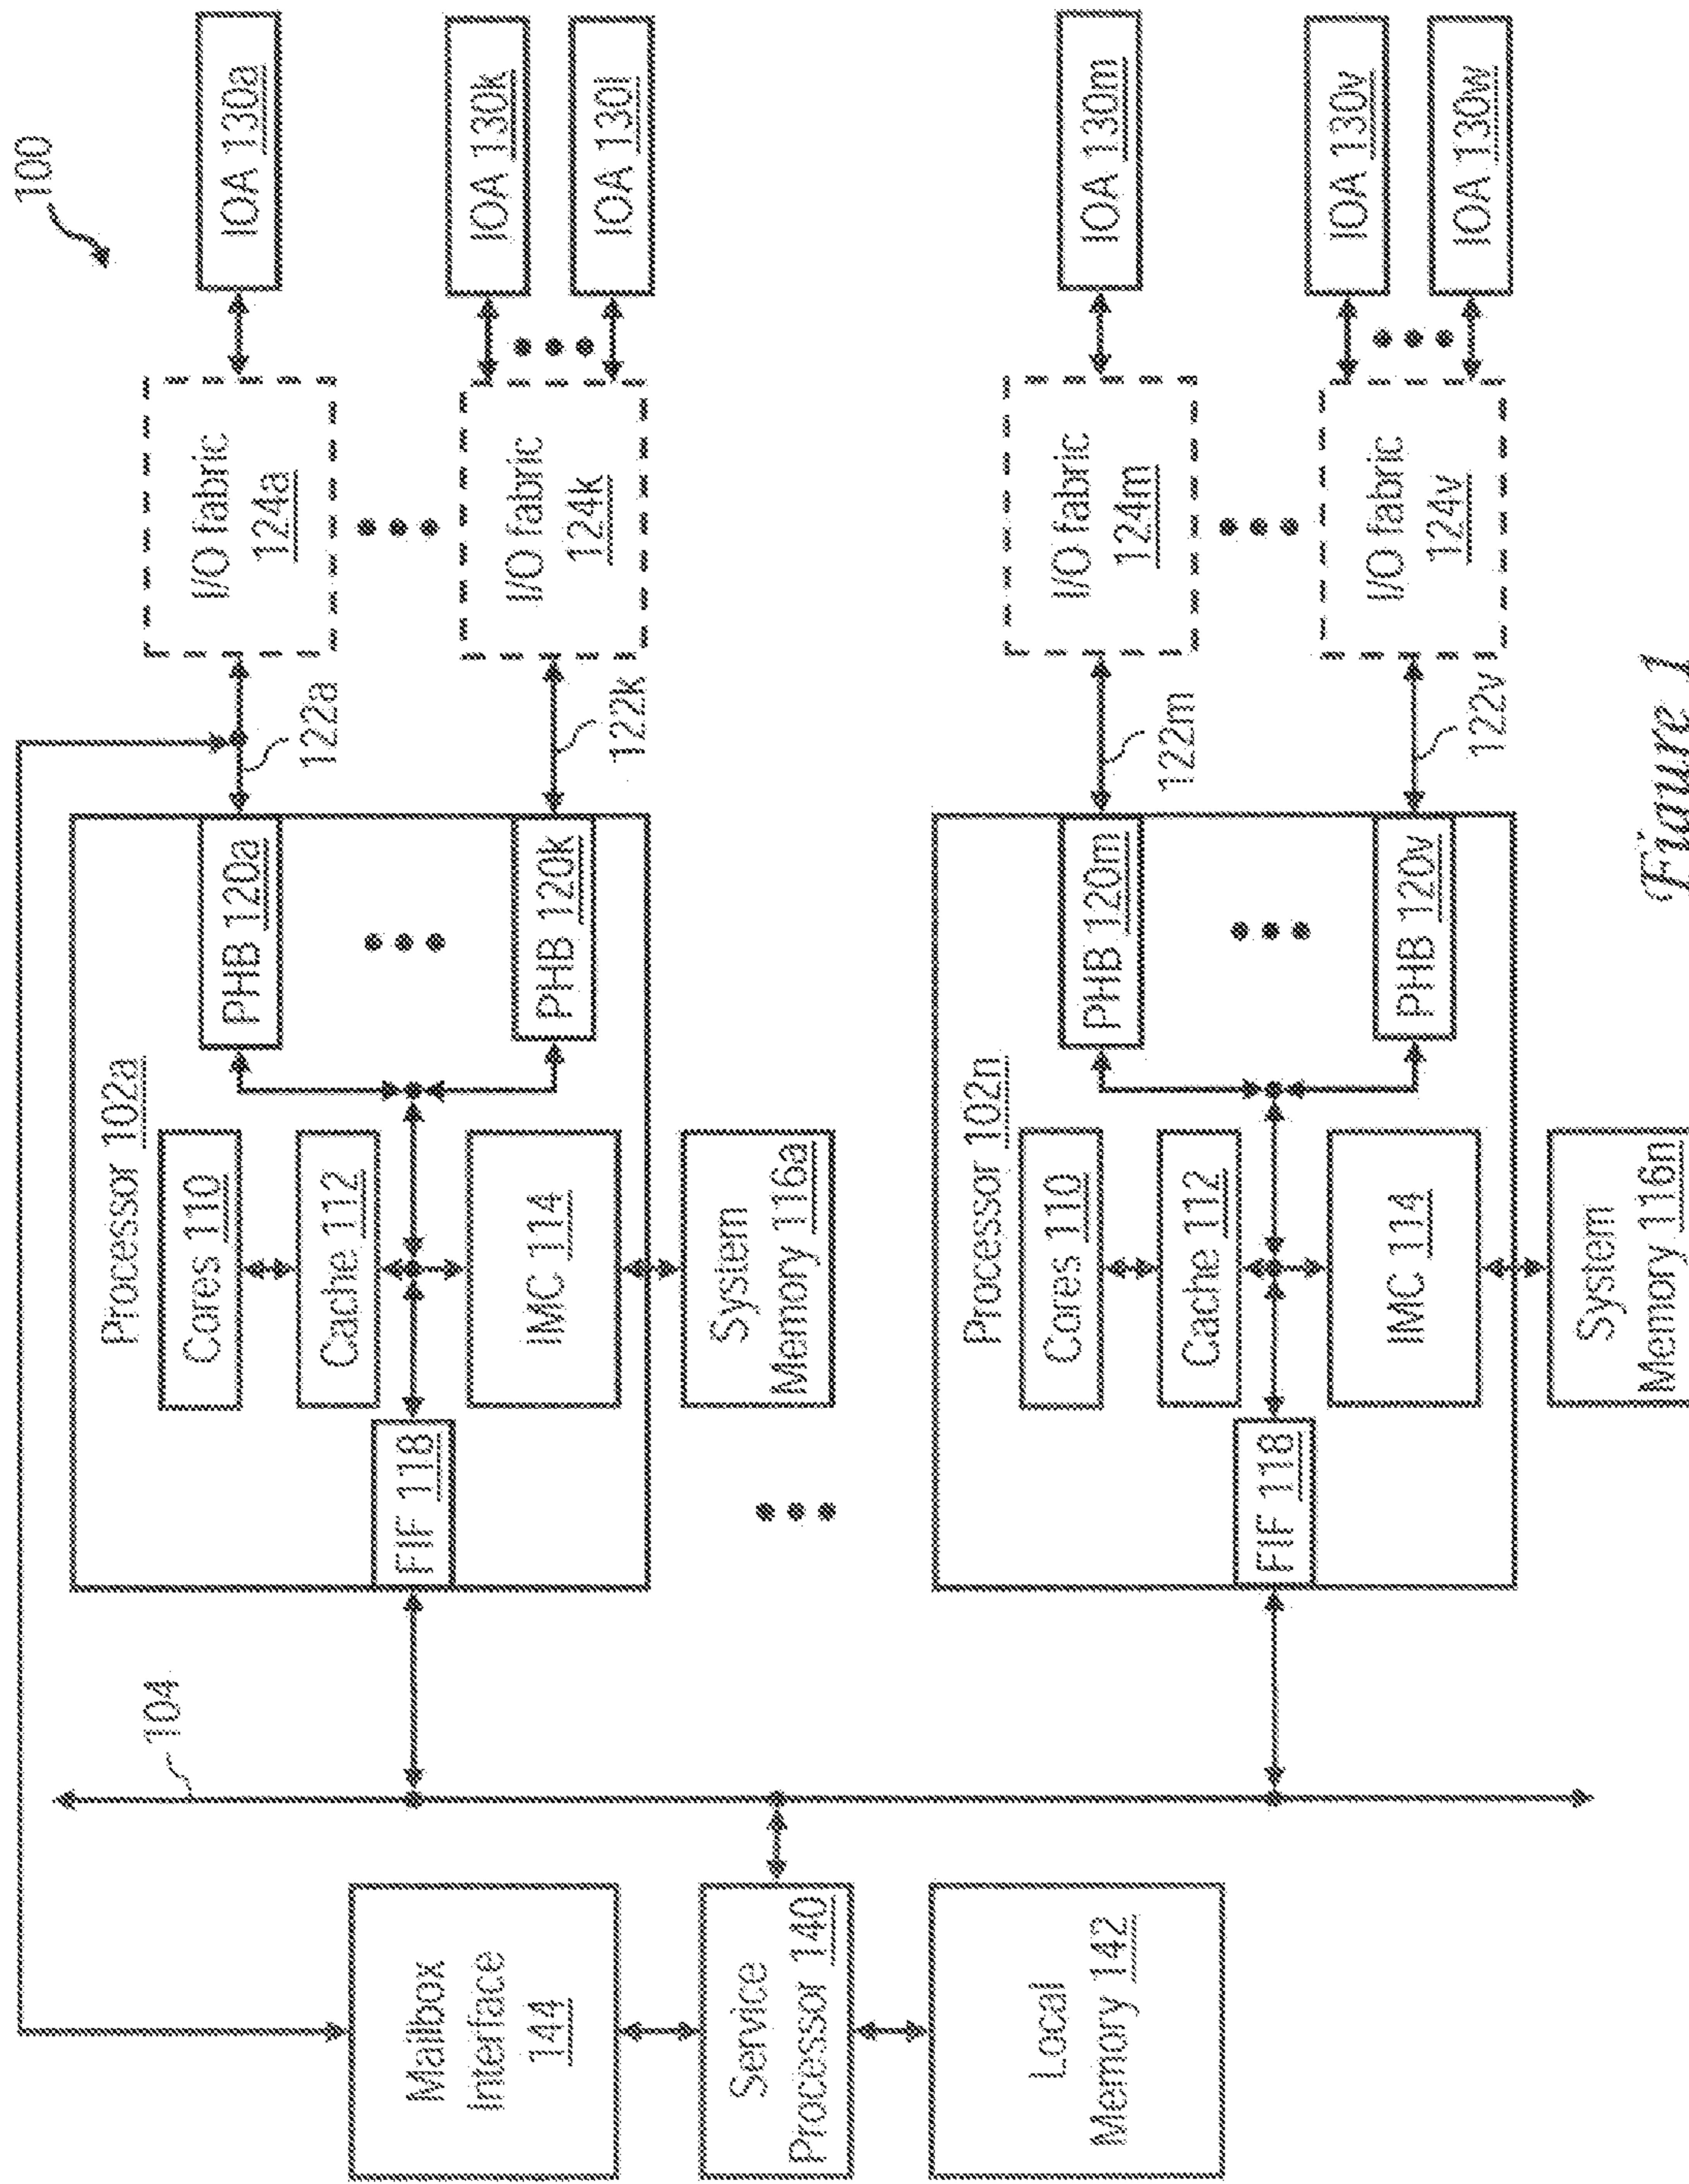 100
104
Mailbox
Interface
144
Service
Processor 140
Local
Memory 142
Processor 102a
Cores 110
Cache 112
FIF 118
IMC 114
System
Memory 116a
PHB 120a
PHB 120k
122a
122k
I/O fabric
124a
I/O fabric
124k
IOA 130a
IOA 130k
IOA 130l
Processor 102n
Cores 110
Cache 112
FIF 118
IMC 114
System
Memory 116n
PHB 120m
PHB 120v
122m
122v
I/O fabric
124m
I/O fabric
124v
IOA 130m
IOA 130v
IOA 130w
Figure 1